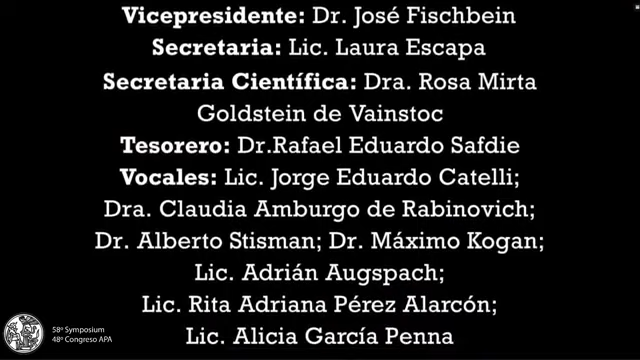 Vicepresidente: Dr. José Fischbein
Secretaria: Lic. Laura Escapa
Secretaria Científica: Dra. Rosa Mirta
Goldstein de Vainstoc
Tesorero: Dr.Rafael Eduardo Safdie
Vocales: Lic. Jorge Eduardo Catelli;
Dra. Claudia Amburgo de Rabinovich;
Dr. Alberto Stisman; Dr. Máximo Kogan;
Lic. Adrián Augspach;
Lic. Rita Adriana Pérez Alarcón;
Lic. Alicia García Penna
58º Symposium
48º Congreso APA